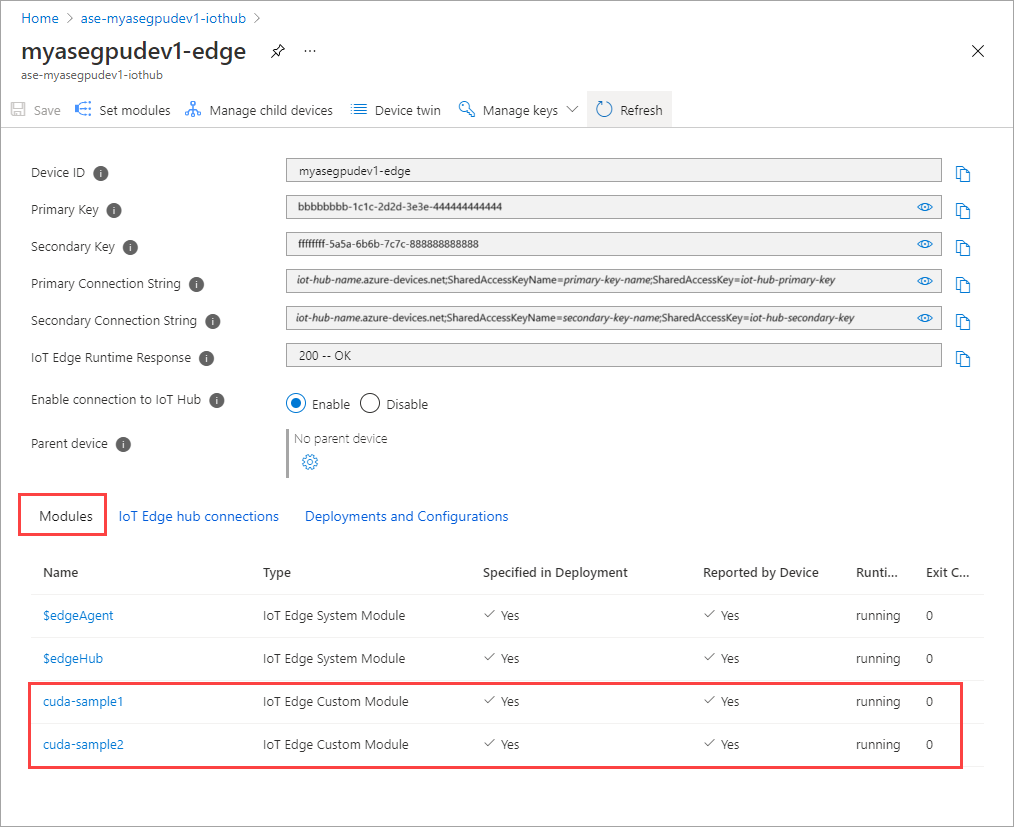 Home > ase-myasegpudev1-iothub >
myasegpudev1-edge ...
ase-myasegpudev1-iothub
Save Set modules Manage child devices Device twin Manage keys Refresh
Device ID myasegpudev1-edge
Primary Key bbbbbbbb-1c1c-2d2d-3e3e-444444444444
Secondary Key ffffffff-5a5a-6b6b-7c7c-888888888888
Primary Connection String iot-hub-name.azure-devices.net;SharedAccessKeyName=primary-key-name;SharedAccessKey=iot-hub-primary-key
Secondary Connection String iot-hub-name.azure-devices.net;SharedAccessKeyName=secondary-key-name;SharedAccessKey=iot-hub-secondary-key
IoT Edge Runtime Response 200 -- OK
Enable connection to IoT Hub Enable Disable
Parent device No parent device
Modules IoT Edge hub connections Deployments and Configurations
Name Type Specified in Deployment Reported by Device Runti... Exit C...
$edgeAgent IoT Edge System Module Yes Yes running 0
$edgeHub IoT Edge System Module Yes Yes running 0
cuda-sample1 IoT Edge Custom Module Yes Yes running 0
cuda-sample2 IoT Edge Custom Module Yes Yes running 0